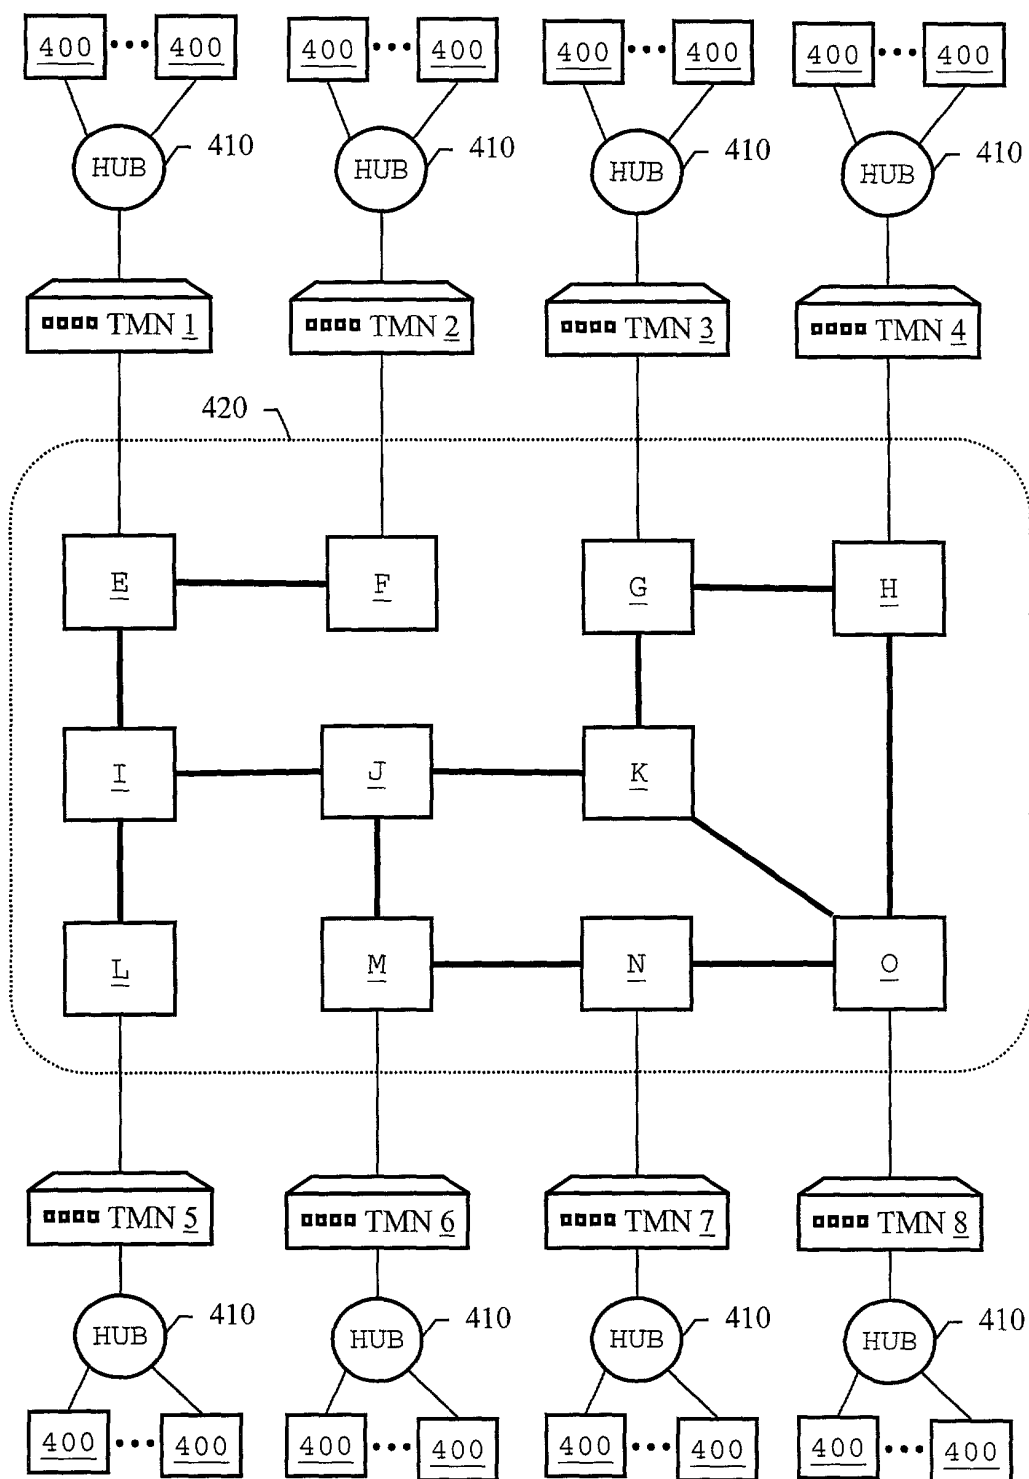 400 ••• 400 400 ••• 400 400 ••• 400 400 ••• 400
HUB 410 HUB 410 HUB 410 HUB 410
TMN 1 TMN 2 TMN 3 TMN 4
420
E F G H
I J K
L M N O
TMN 5 TMN 6 TMN 7 TMN 8
HUB 410 HUB 410 HUB 410 HUB 410
400 ••• 400 400 ••• 400 400 ••• 400 400 ••• 400